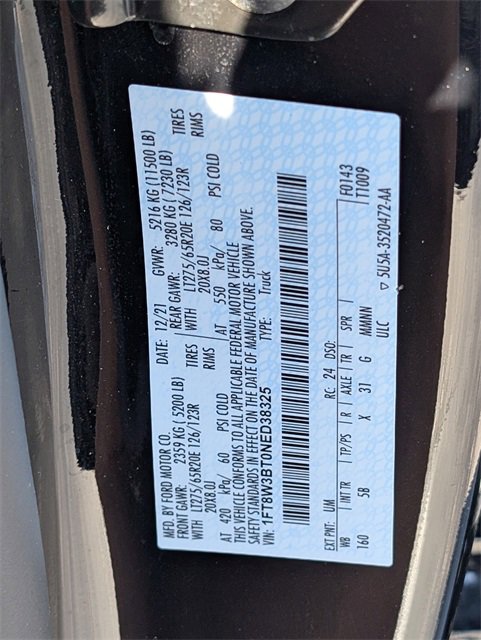 MFD. BY FORD MOTOR CO.
DATE: 12/21 GVWR: 5216 KG (11500 LB)
FRONT GAWR: 2359 KG ( 5200 LB) REAR GAWR: 3280 KG ( 7230 LB)
WITH LT275/65R20E 126/123R TIRES WITH LT275/65R20E 126/123R TIRES
20X8.0J RIMS 20X8.0J RIMS
AT 420 kPa/ 60 PSI COLD AT 550 kPa/ 80 PSI COLD
THIS VEHICLE CONFORMS TO ALL APPLICABLE FEDERAL MOTOR VEHICLE
SAFETY STANDARDS IN EFFECT ON THE DATE OF MANUFACTURE SHOWN ABOVE.
VIN: 1FT8W3BT0NED38325 TYPE: Truck
F0143
T1009
EXT PNT: UM RC: 24 DSO:
WB INT TR TP/PS R AXLE TR SPR
160 5B X 37 G MMMVN
ULC ▽ 5U5A-3520472-AA